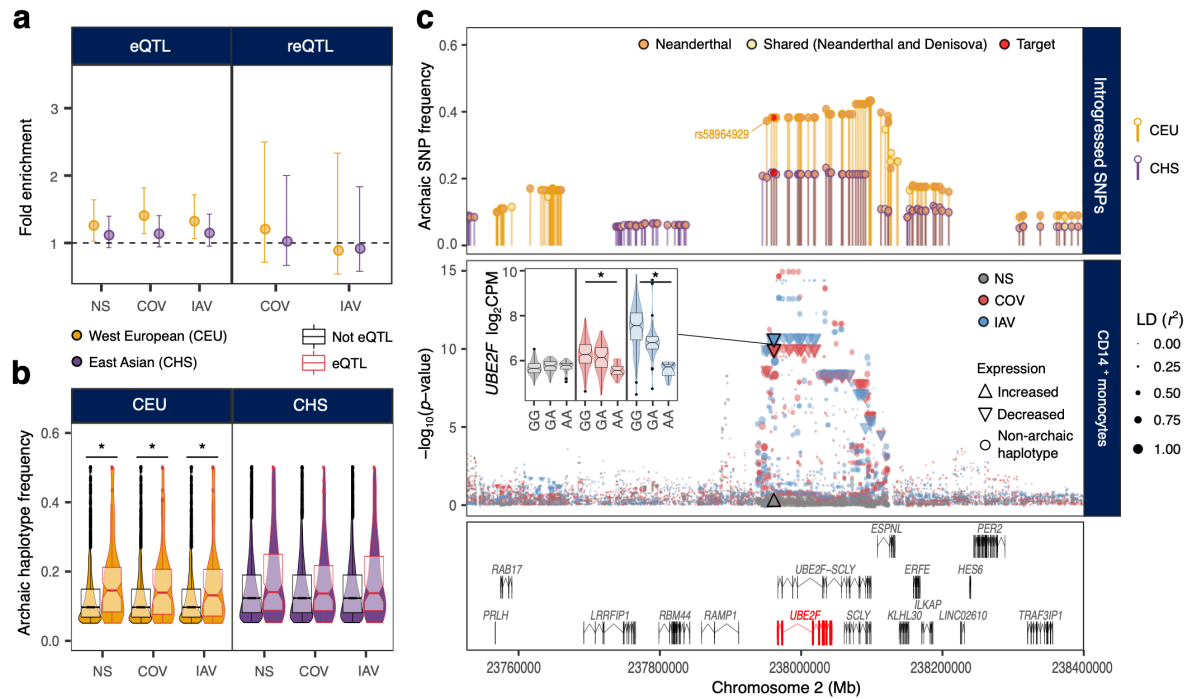 a
eQTL
reQTL
Fold enrichment
3
2
1
NS
COV
IAV
COV
IAV
West European (CEU)
East Asian (CHS)
Not eQTL
eQTL
b
CEU
CHS
Archaic haplotype frequency
0.6
0.4
0.2
0.0
*
*
*
NS
COV
IAV
NS
COV
IAV
c
Neanderthal
Shared (Neanderthal and Denisova)
Target
Archaic SNP frequency
0.6
0.4
0.2
0.0
rs58964929
Introgressed SNPs
CEU
CHS
–log10(p-value)
15
10
5
0
UBE2F log2CPM
10
8
6
*
*
GG
GA
AA
GG
GA
AA
GG
GA
AA
NS
COV
IAV
Expression
Increased
Decreased
Non-archaic
haplotype
CD14 + monocytes
LD (r2)
0.00
0.25
0.50
0.75
1.00
ESPNL
PER2
RAB17
UBE2F-SCLY
ERFE
HES6
ILKAP
PRLH
LRRFIP1
RBM44
RAMP1
UBE2F
SCLY
KLHL30
LINC02610
TRAF3IP1
237600000
237800000
238000000
238200000
238400000
Chromosome 2 (Mb)